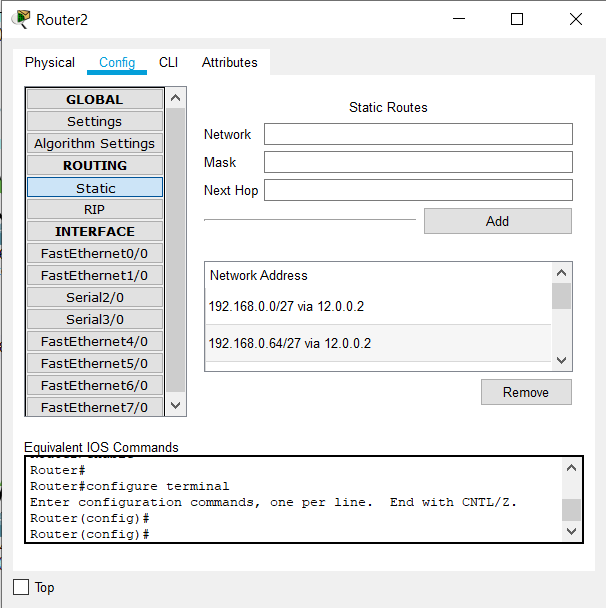 Router2
Physical Config CLI Attributes
GLOBAL
Settings
Algorithm Settings
ROUTING
Static
RIP
INTERFACE
FastEthernet0/0
FastEthernet1/0
Serial2/0
Serial3/0
FastEthernet4/0
FastEthernet5/0
FastEthernet6/0
FastEthernet7/0
Static Routes
Network
Mask
Next Hop
Add
Network Address
192.168.0.0/27 via 12.0.0.2
192.168.0.64/27 via 12.0.0.2
Remove
Equivalent IOS Commands
Router#
Router#configure terminal
Enter configuration commands, one per line.  End with CNTL/Z.
Router(config)#
Router(config)#
Top